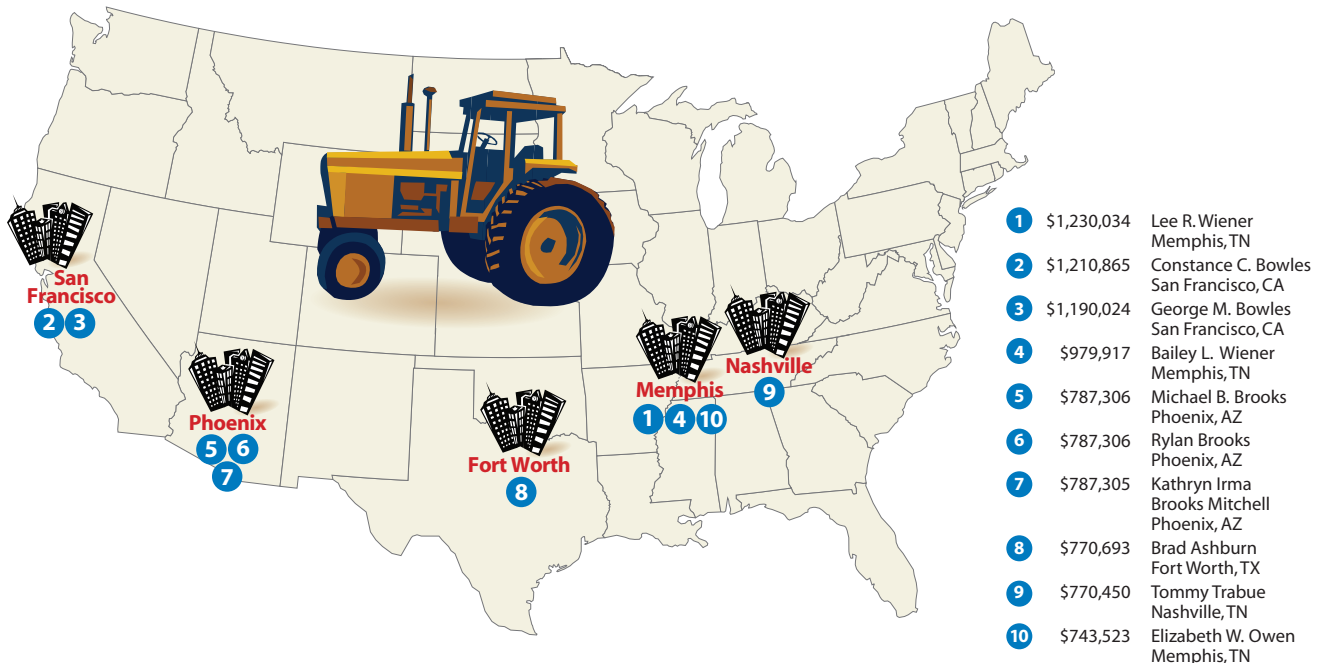 San
Francisco
2 3
Phoenix
5 6
7
Fort Worth
8
Memphis
1 4 10
Nashville
9
1 $1,230,034 Lee R. Wiener
Memphis, TN
2 $1,210,865 Constance C. Bowles
San Francisco, CA
3 $1,190,024 George M. Bowles
San Francisco, CA
4 $979,917 Bailey L. Wiener
Memphis, TN
5 $787,306 Michael B. Brooks
Phoenix, AZ
6 $787,306 Rylan Brooks
Phoenix, AZ
7 $787,305 Kathryn Irma
Brooks Mitchell
Phoenix, AZ
8 $770,693 Brad Ashburn
Fort Worth, TX
9 $770,450 Tommy Trabue
Nashville, TN
10 $743,523 Elizabeth W. Owen
Memphis, TN